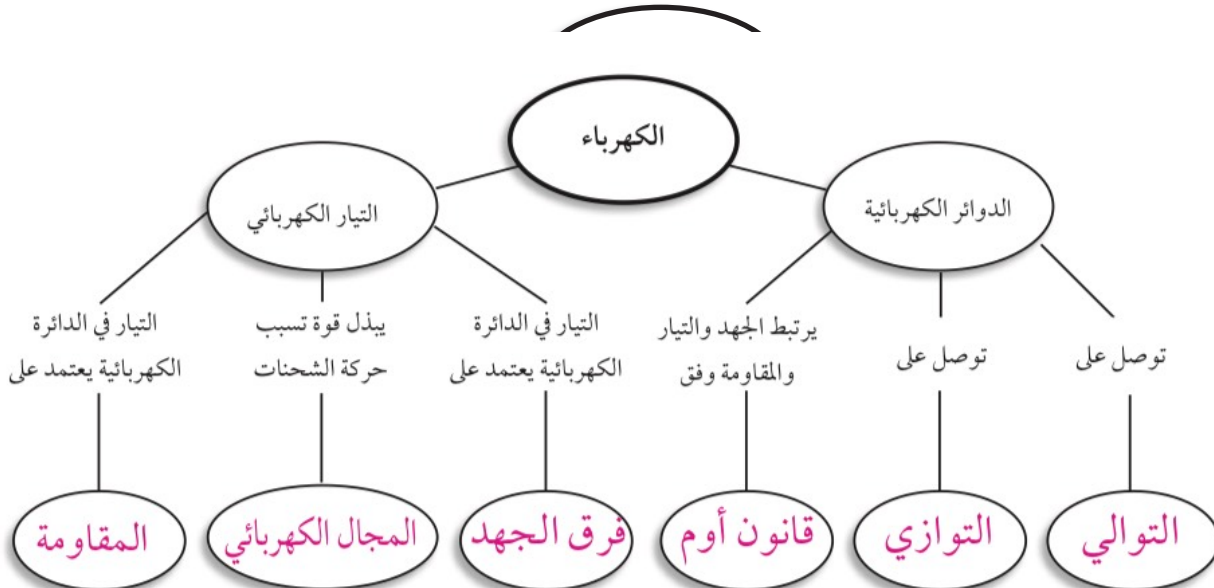 الكهرباء
الدوائر الكهربائية
التيار الكهربائي
توصل على
توصل على
يرتبط الجهد والتيار
والمقاومة وفق
التيار في الدائرة
الكهربائية يعتمد على
يبذل قوة تسبب
حركة الشحنات
التيار في الدائرة
الكهربائية يعتمد على
التوالي
التوازي
قانون أوم
فرق الجهد
المجال الكهربائي
المقاومة